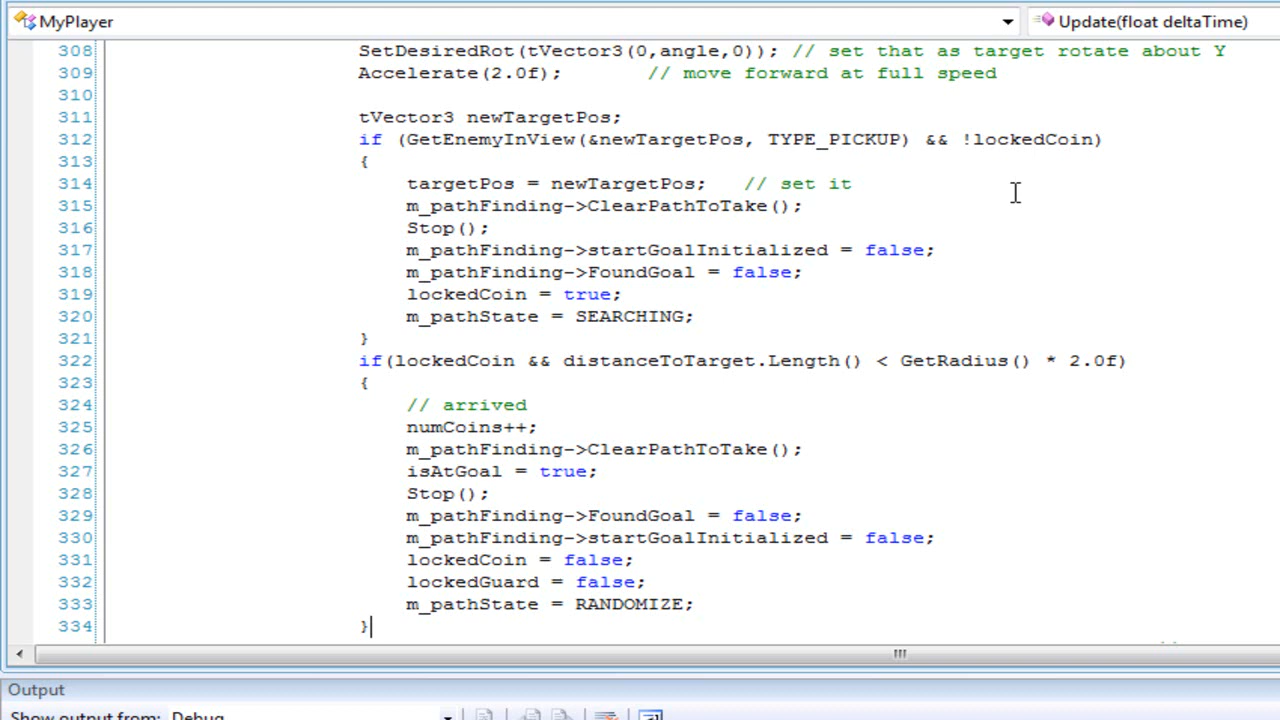 MyPlayer Update(float deltaTime)
308 SetDesiredRot(tVector3(0,angle,0)); // set that as target rotate about Y
309 Accelerate(2.0f); // move forward at full speed
310
311 tVector3 newTargetPos;
312 if (GetEnemyInView(&newTargetPos, TYPE_PICKUP) && !lockedCoin)
313 {
314 targetPos = newTargetPos; // set it
315 m_pathFinding->ClearPathToTake();
316 Stop();
317 m_pathFinding->startGoalInitialized = false;
318 m_pathFinding->FoundGoal = false;
319 lockedCoin = true;
320 m_pathState = SEARCHING;
321 }
322 if(lockedCoin && distanceToTarget.Length() < GetRadius() * 2.0f)
323 {
324 // arrived
325 numCoins++;
326 m_pathFinding->ClearPathToTake();
327 isAtGoal = true;
328 Stop();
329 m_pathFinding->FoundGoal = false;
330 m_pathFinding->startGoalInitialized = false;
331 lockedCoin = false;
332 lockedGuard = false;
333 m_pathState = RANDOMIZE;
334 }
Output
Show output from: Debug